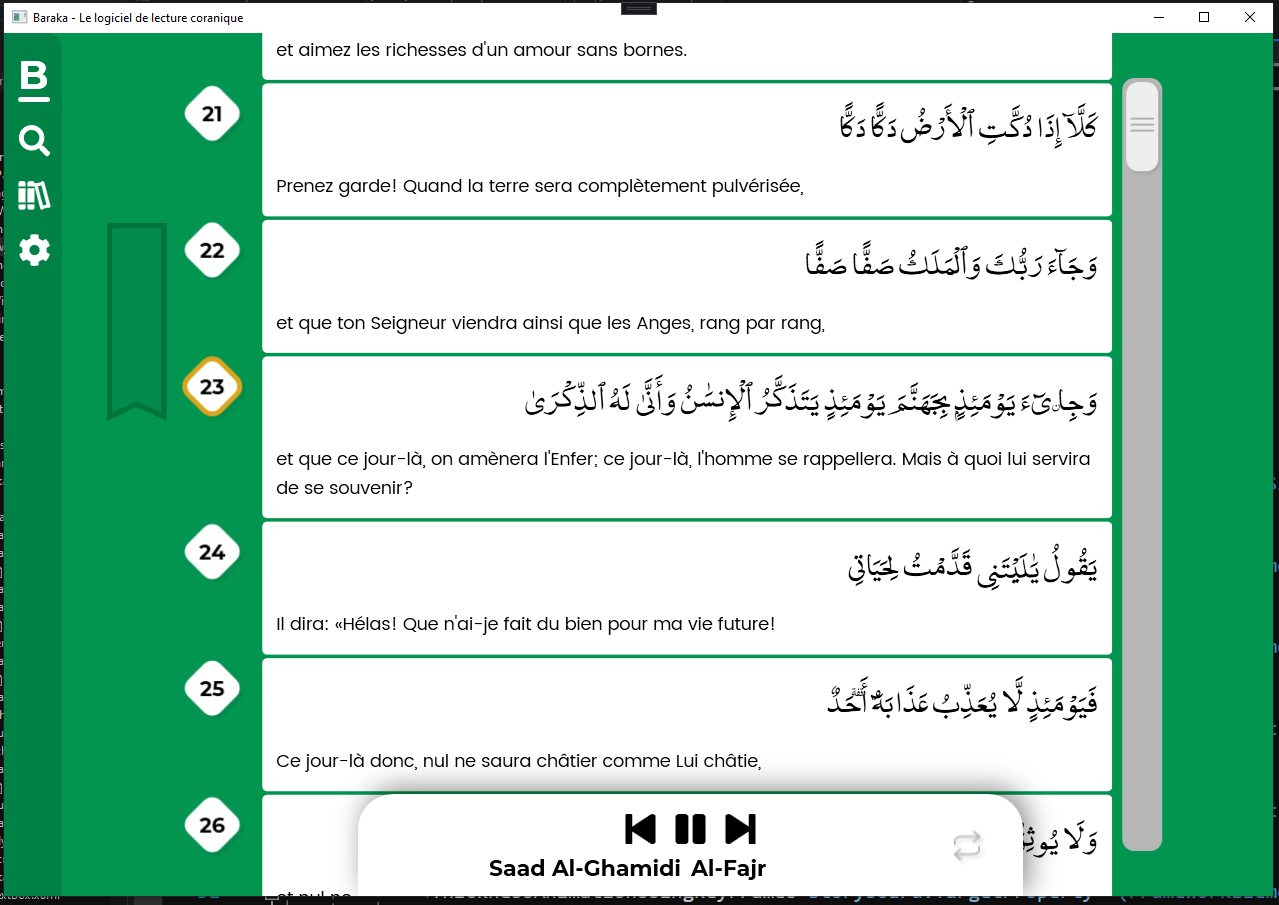 Baraka - Le logiciel de lecture coranique
B
et aimez les richesses d'un amour sans bornes.
21
كَلَّآ إِذَا دُكَّتِ ٱلْأَرْضُ دَكًّا دَكًّا
Prenez garde! Quand la terre sera complètement pulvérisée,
22
وَجَآءَ رَبُّكَ وَٱلْمَلَكُ صَفًّا صَفًّا
et que ton Seigneur viendra ainsi que les Anges, rang par rang,
23
وَجِا۟ىٓءَ يَوْمَئِذٍۭ بِجَهَنَّمَ يَوْمَئِذٍ يَتَذَكَّرُ ٱلْإِنسَٰنُ وَأَنَّىٰ لَهُ ٱلذِّكْرَىٰ
et que ce jour-là, on amènera l'Enfer; ce jour-là, l'homme se rappellera. Mais à quoi lui servira
de se souvenir?
24
يَقُولُ يَٰلَيْتَنِى قَدَّمْتُ لِحَيَاتِى
Il dira: «Hélas! Que n'ai-je fait du bien pour ma vie future!
25
فَيَوْمَئِذٍ لَّا يُعَذِّبُ عَذَابَهُۥٓ أَحَدٌ
Ce jour-là donc, nul ne saura châtier comme Lui châtie,
26
وَلَا
et nul ne
Saad Al-Ghamidi Al-Fajr